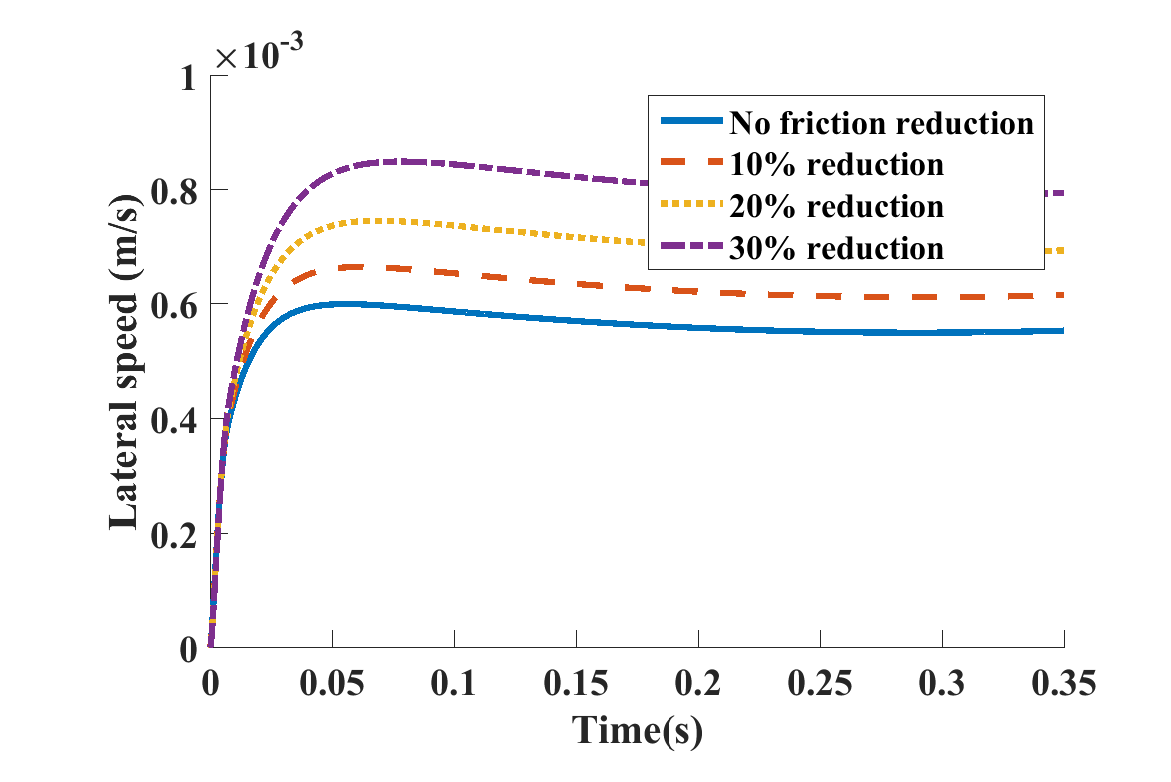 ×10-3
1
0.8
0.6
0.4
0.2
0
Lateral speed (m/s)
No friction reduction
10% reduction
20% reduction
30% reduction
0 0.05 0.1 0.15 0.2 0.25 0.3 0.35
Time(s)